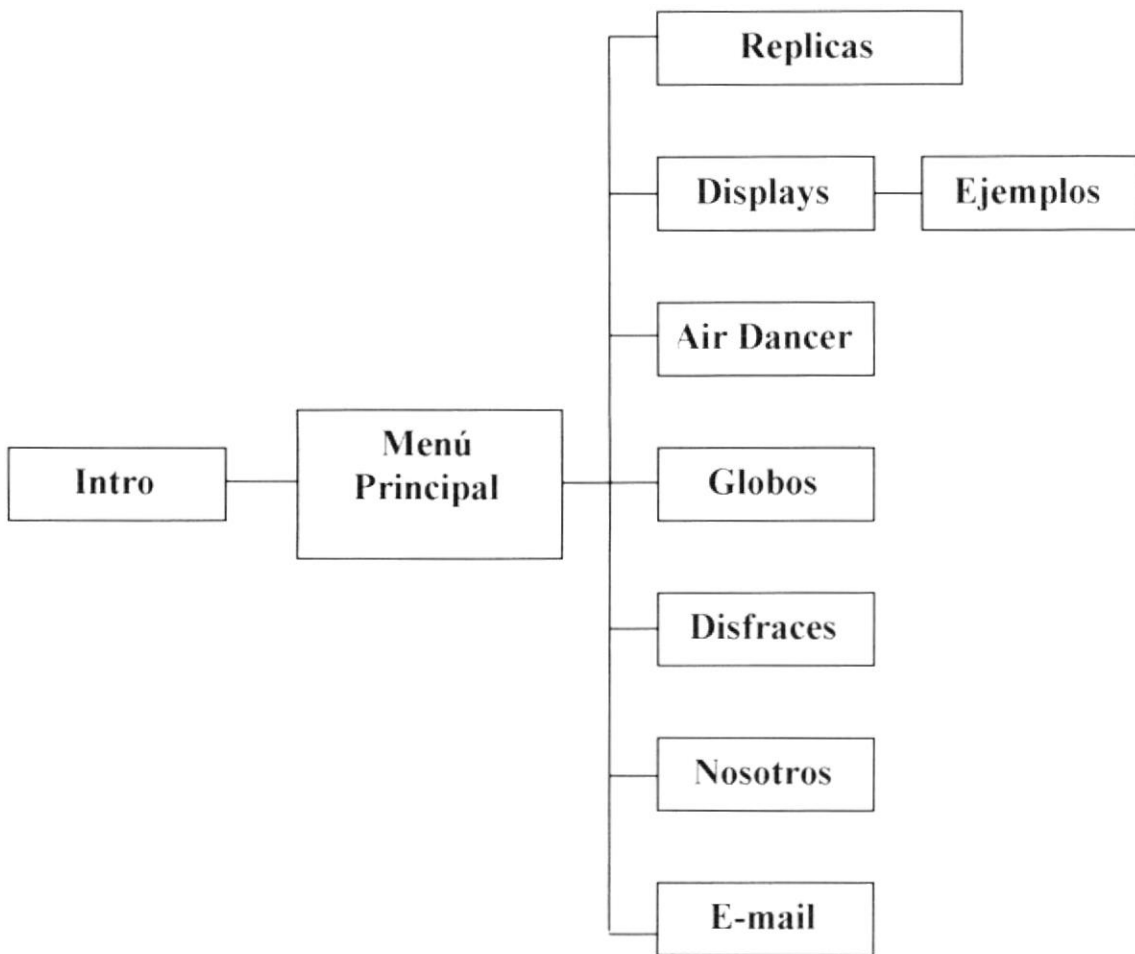 Replicas
Displays
Ejemplos
Air Dancer
Menú
Principal
Intro
Globos
Disfraces
Nosotros
E-mail